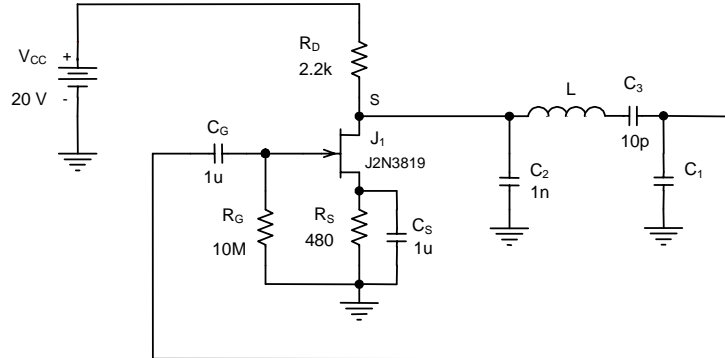 V_CC
+
20 V
-
R_D
2.2k
S
L
C_3
10p
C_G
1u
J_1
J2N3819
C_2
1n
C_1
R_G
10M
R_S
480
C_S
1u